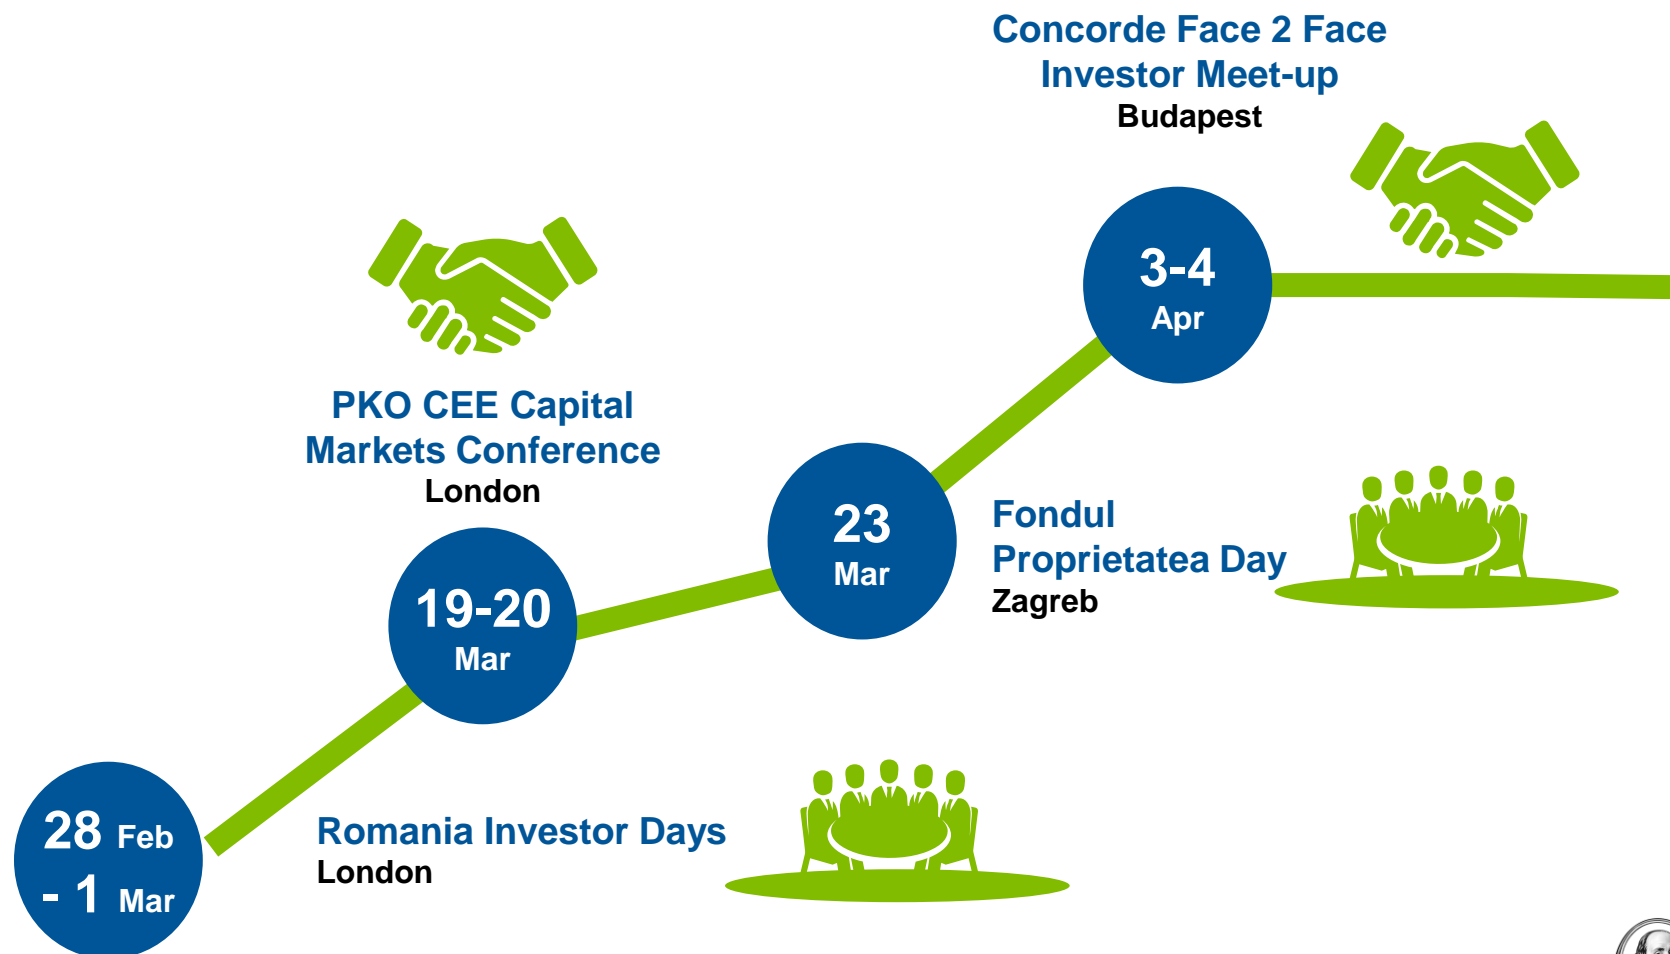 Concorde Face 2 Face
Investor Meet-up
Budapest
3-4
Apr
PKO CEE Capital
Markets Conference
London
23
Mar
Fondul
Proprietatea Day
Zagreb
19-20
Mar
28 Feb
- 1 Mar
Romania Investor Days
London